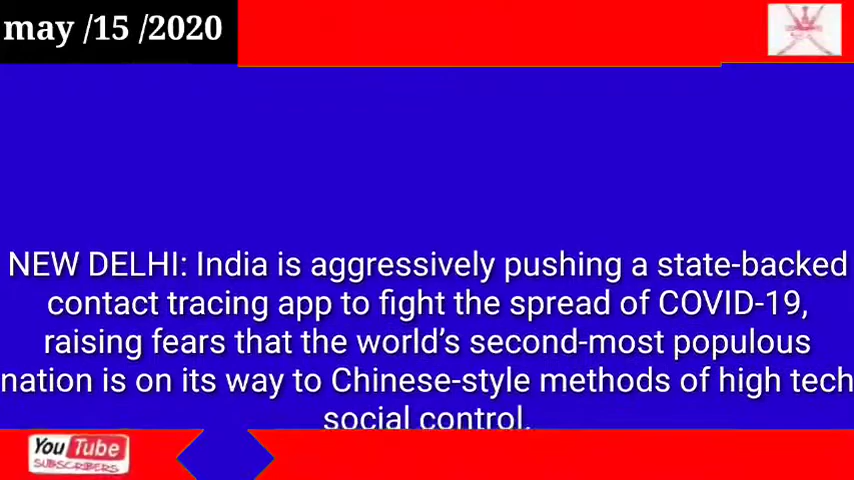 may /15 /2020
NEW DELHI: India is aggressively pushing a state-backed
contact tracing app to fight the spread of COVID-19,
raising fears that the world’s second-most populous
nation is on its way to Chinese-style methods of high tech
social control.
You Tube
SUBSCRIBERS